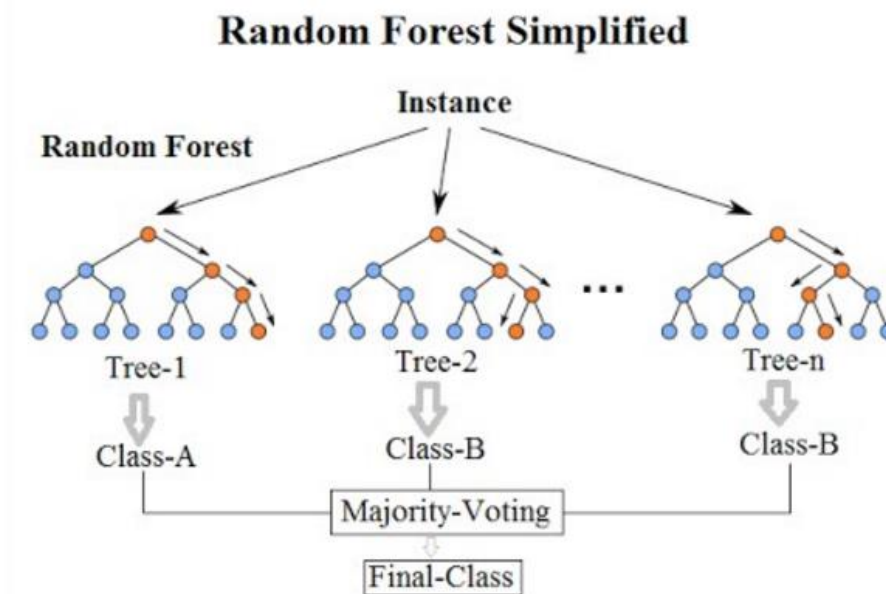 Random Forest Simplified
Instance
Random Forest
...
Tree-1
Tree-2
Tree-n
Class-A
Class-B
Class-B
Majority-Voting
Final-Class